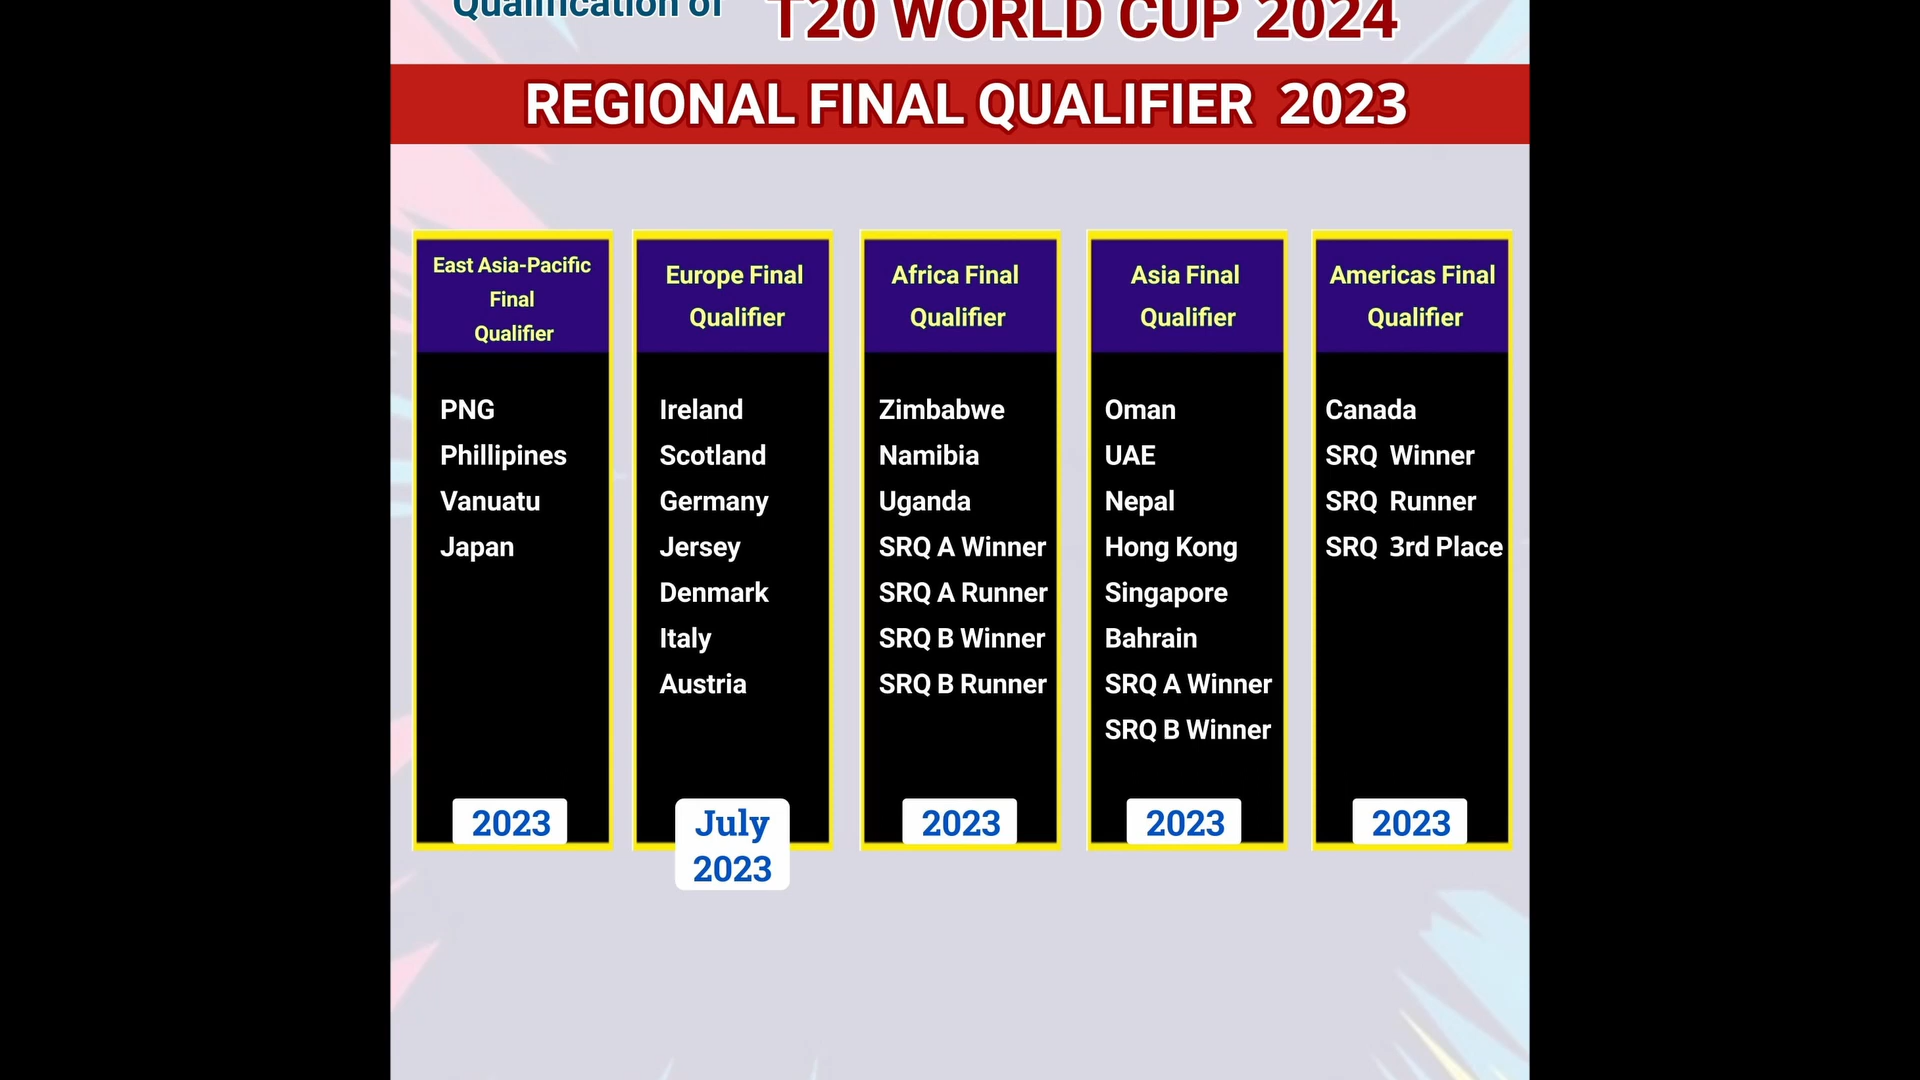 Qualification of T20 WORLD CUP 2024
REGIONAL FINAL QUALIFIER 2023
East Asia-Pacific
Final
Qualifier
PNG
Phillipines
Vanuatu
Japan
2023
Europe Final
Qualifier
Ireland
Scotland
Germany
Jersey
Denmark
Italy
Austria
July
2023
Africa Final
Qualifier
Zimbabwe
Namibia
Uganda
SRQ A Winner
SRQ A Runner
SRQ B Winner
SRQ B Runner
2023
Asia Final
Qualifier
Oman
UAE
Nepal
Hong Kong
Singapore
Bahrain
SRQ A Winner
SRQ B Winner
2023
Americas Final
Qualifier
Canada
SRQ Winner
SRQ Runner
SRQ 3rd Place
2023